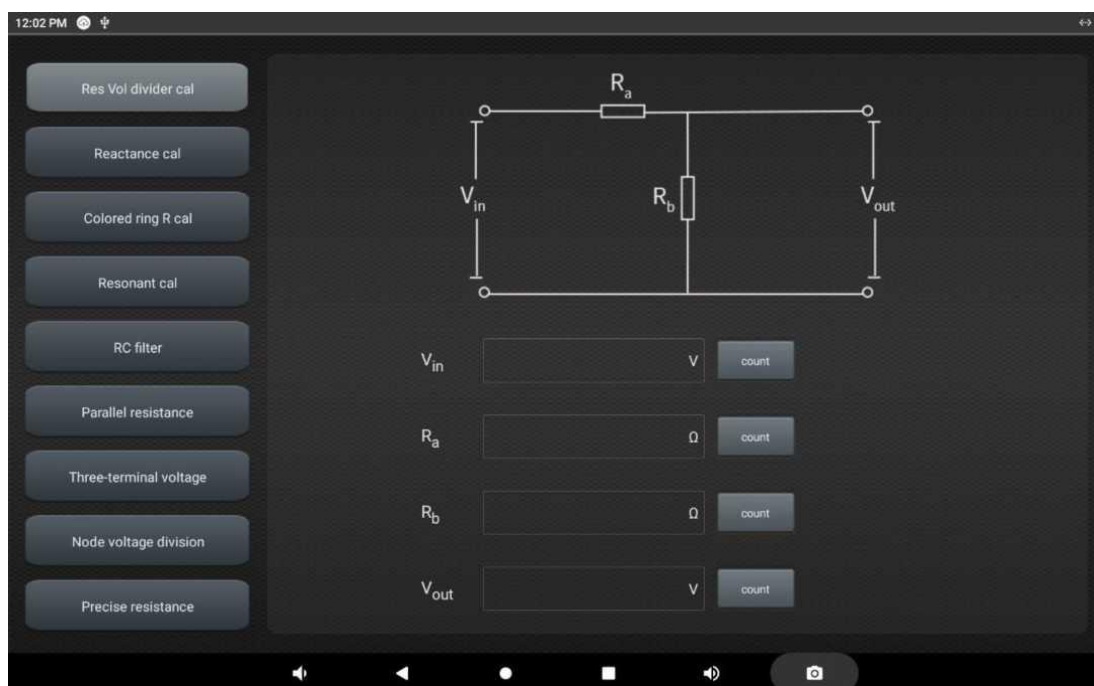 12:02 PM
Res Vol divider cal
Reactance cal
Colored ring R cal
Resonant cal
RC filter
Parallel resistance
Three-terminal voltage
Node voltage division
Precise resistance
Ra
Vin
Rb
Vout
Vin V count
Ra Ω count
Rb Ω count
Vout V count